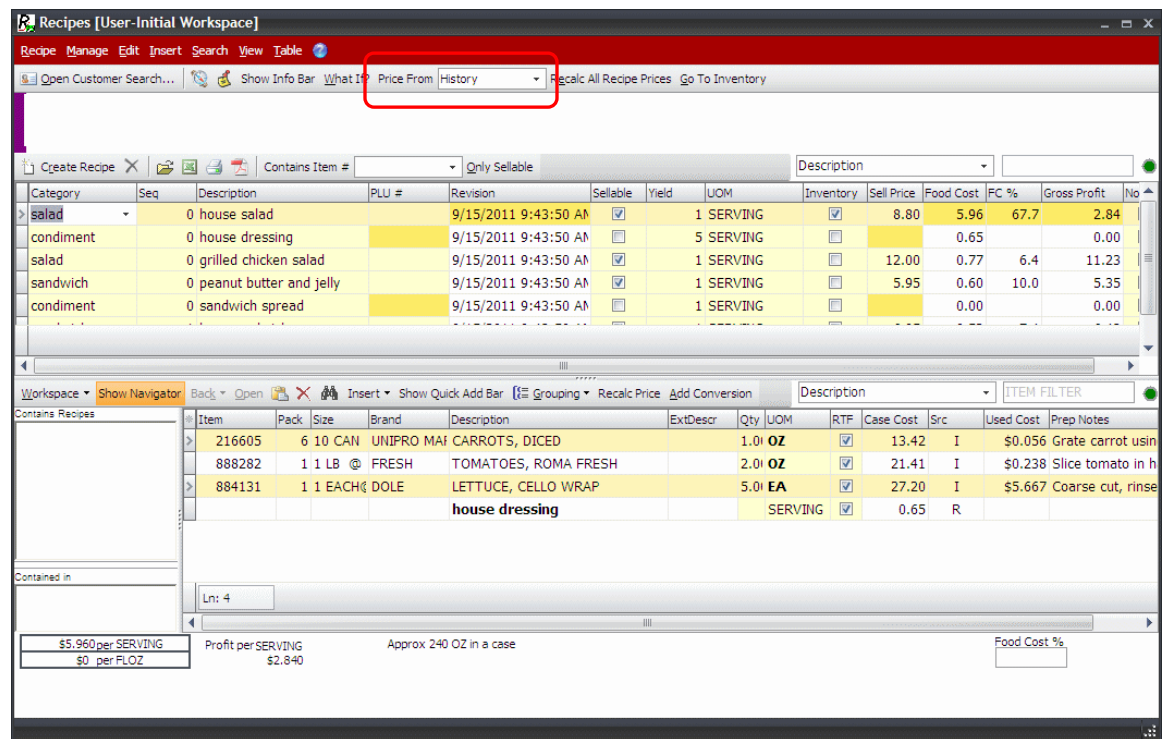 Recipes [User-Initial Workspace]
Recipe Manage Edit Insert Search View Table
Open Customer Search... Show Info Bar What If? Price From History Recalc All Recipe Prices Go To Inventory
Create Recipe Contains Item # Only Sellable Description
Category Seq Description PLU # Revision Sellable Yield UOM Inventory Sell Price Food Cost FC % Gross Profit No
salad 0 house salad 9/15/2011 9:43:50 AM 1 SERVING 8.80 5.96 67.7 2.84
condiment 0 house dressing 9/15/2011 9:43:50 AM 5 SERVING 0.65 0.00
salad 0 grilled chicken salad 9/15/2011 9:43:50 AM 1 SERVING 12.00 0.77 6.4 11.23
sandwich 0 peanut butter and jelly 9/15/2011 9:43:50 AM 1 SERVING 5.95 0.60 10.0 5.35
condiment 0 sandwich spread 9/15/2011 9:43:50 AM 1 SERVING 0.00 0.00
Workspace Show Navigator Back Open Insert Show Quick Add Bar Grouping Recalc Price Add Conversion Description ITEM FILTER
Contains Recipes
Item Pack Size Brand Description ExtDescr Qty UOM RTF Case Cost Src Used Cost Prep Notes
216605 6 10 CAN UNIPRO MAF CARROTS, DICED 1.0 OZ 13.42 I $0.056 Grate carrot usin
888282 1 1 LB @ FRESH TOMATOES, ROMA FRESH 2.0 OZ 21.41 I $0.238 Slice tomato in h
884131 1 1 EACH@ DOLE LETTUCE, CELLO WRAP 5.0 EA 27.20 I $5.667 Coarse cut, rinse
house dressing SERVING 0.65 R
Contained in
Ln: 4
$5.960 per SERVING Profit per SERVING Approx 240 OZ in a case Food Cost %
$0 per FLOZ $2.840